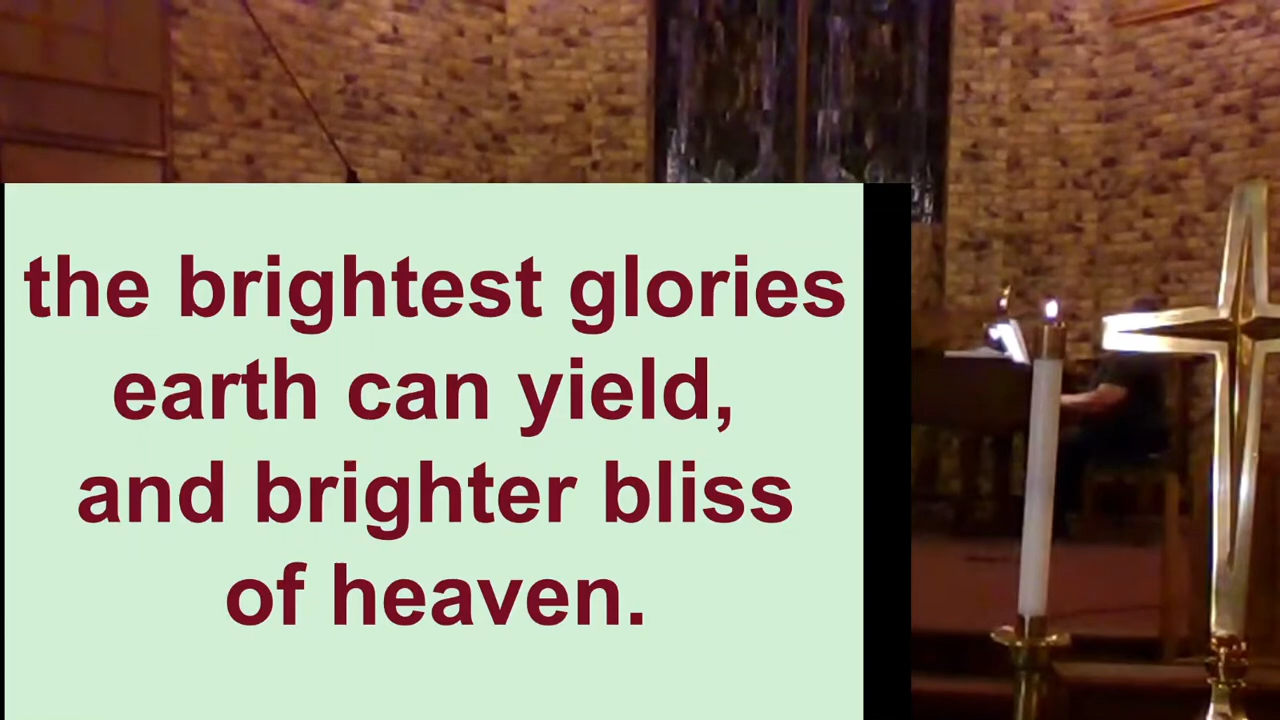 the brightest glories
earth can yield,
and brighter bliss
of heaven.